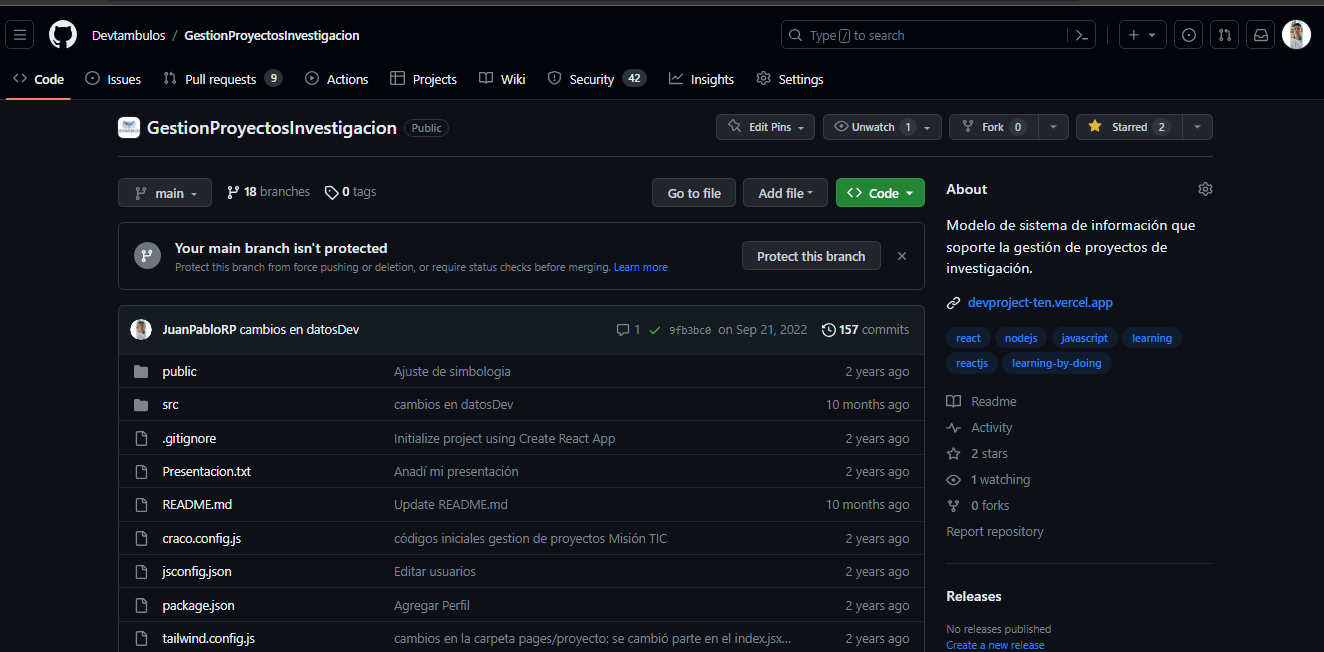 Devtambulos / GestionProyectosInvestigacion
Type / to search
Code Issues Pull requests 9 Actions Projects Wiki Security 42 Insights Settings
GestionProyectosInvestigacion Public
Edit Pins Unwatch 1 Fork 0 Starred 2
main 18 branches 0 tags
Go to file Add file Code
Your main branch isn't protected
Protect this branch from force pushing or deletion, or require status checks before merging. Learn more
Protect this branch
JuanPabloRP cambios en datosDev 1 9fb3bc0 on Sep 21, 2022 157 commits
public Ajuste de simbologia 2 years ago
src cambios en datosDev 10 months ago
.gitignore Initialize project using Create React App 2 years ago
Presentacion.txt Anadí mi presentación 2 years ago
README.md Update README.md 10 months ago
craco.config.js códigos iniciales gestion de proyectos Misión TIC 2 years ago
jsconfig.json Editar usuarios 2 years ago
package.json Agregar Perfil 2 years ago
tailwind.config.js cambios en la carpeta pages/proyecto: se cambió parte en el index.jsx... 2 years ago
About
Modelo de sistema de información que
soporte la gestión de proyectos de
investigación.
devproject-ten.vercel.app
react nodejs javascript learning
reactjs learning-by-doing
Readme
Activity
2 stars
1 watching
0 forks
Report repository
Releases
No releases published
Create a new release